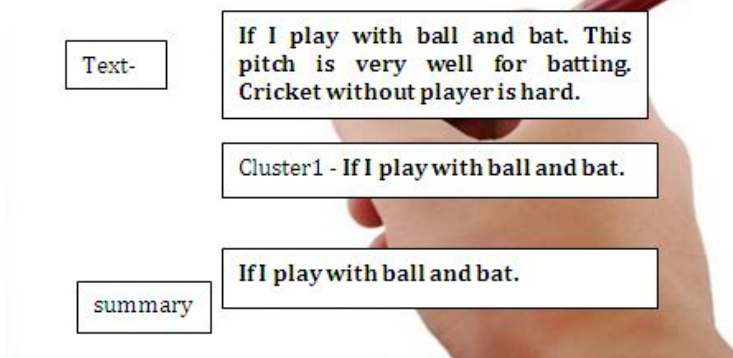 Text-
If I play with ball and bat. This
pitch is very well for batting.
Cricket without player is hard.
Cluster1 - If I play with ball and bat.
If I play with ball and bat.
summary